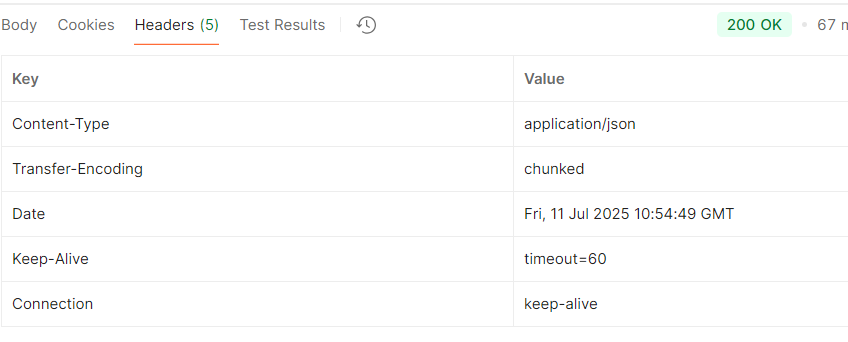 Body Cookies Headers (5) Test Results 200 OK 67
Key Value
Content-Type application/json
Transfer-Encoding chunked
Date Fri, 11 Jul 2025 10:54:49 GMT
Keep-Alive timeout=60
Connection keep-alive